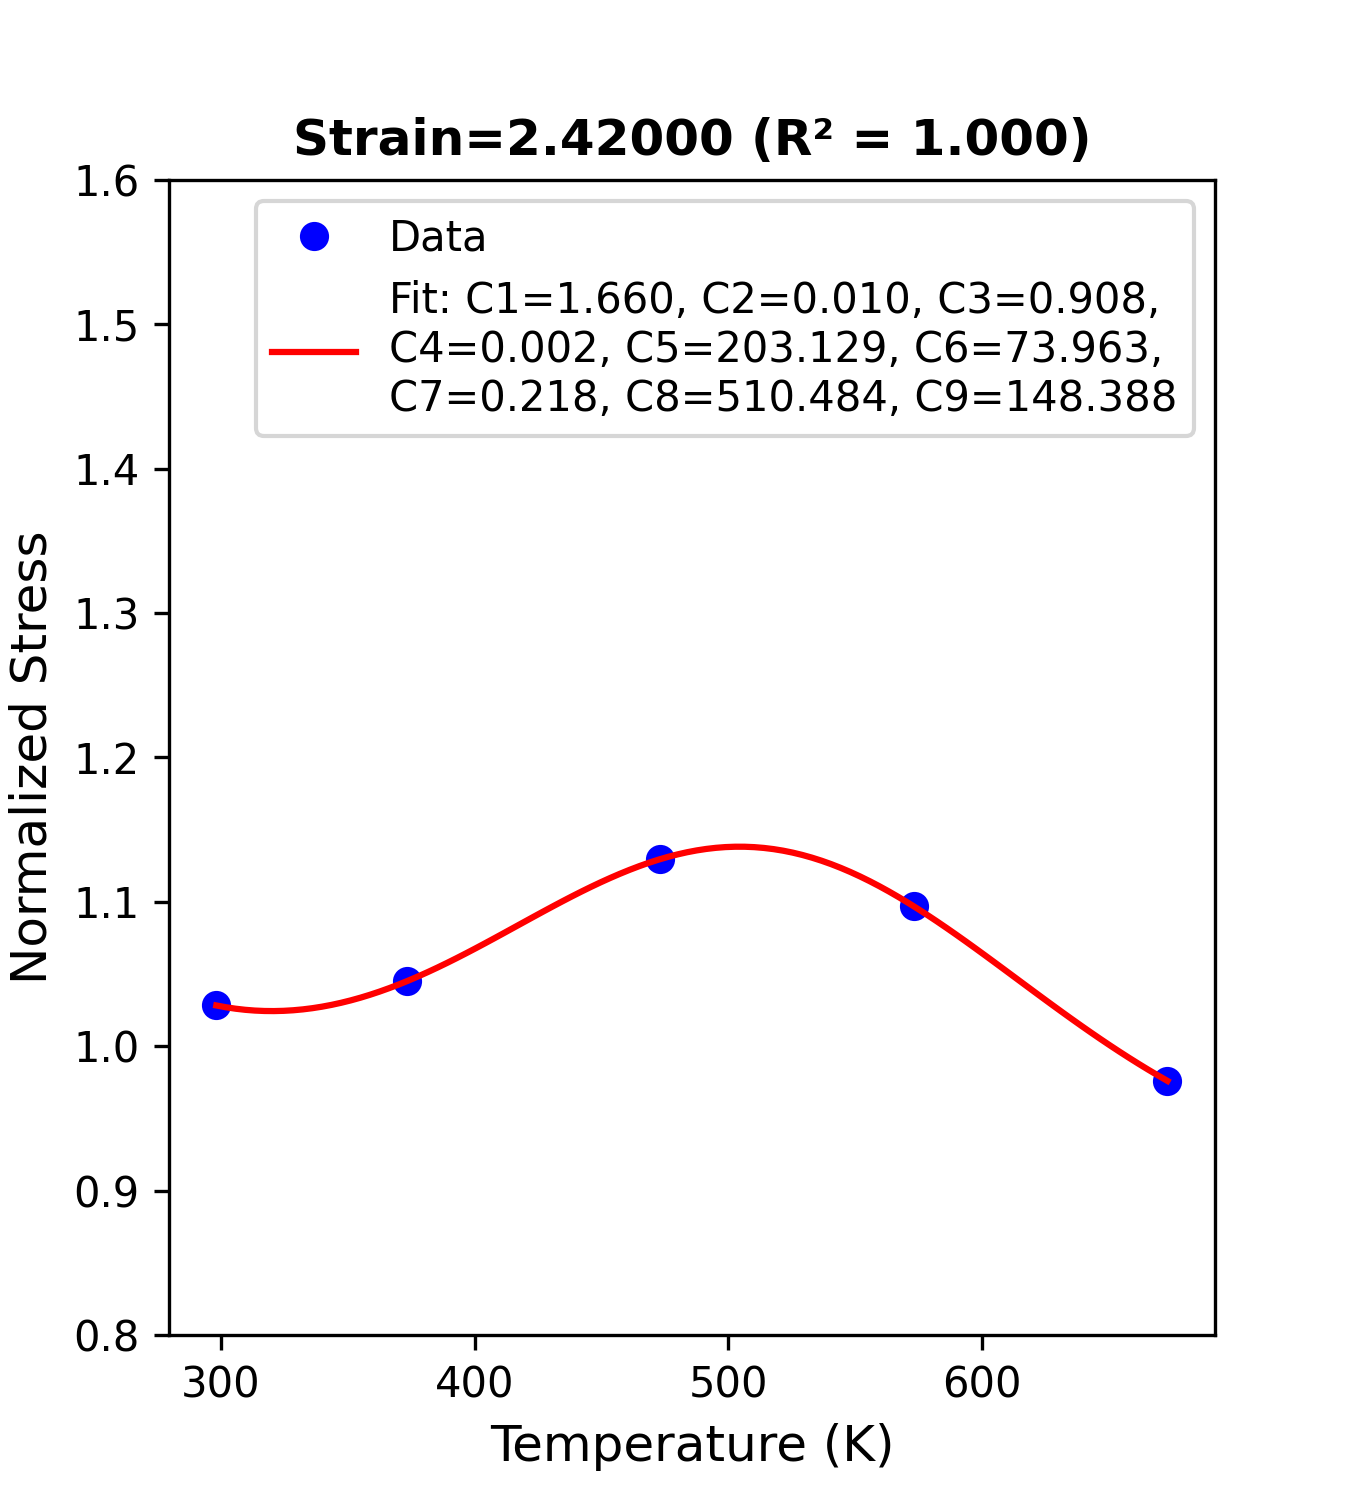 Strain=2.42000 (R² = 1.000)
1.6
1.5
1.4
1.3
1.2
1.1
1.0
0.9
0.8
Normalized Stress
Data
Fit: C1=1.660, C2=0.010, C3=0.908,
C4=0.002, C5=203.129, C6=73.963,
C7=0.218, C8=510.484, C9=148.388
300 400 500 600
Temperature (K)